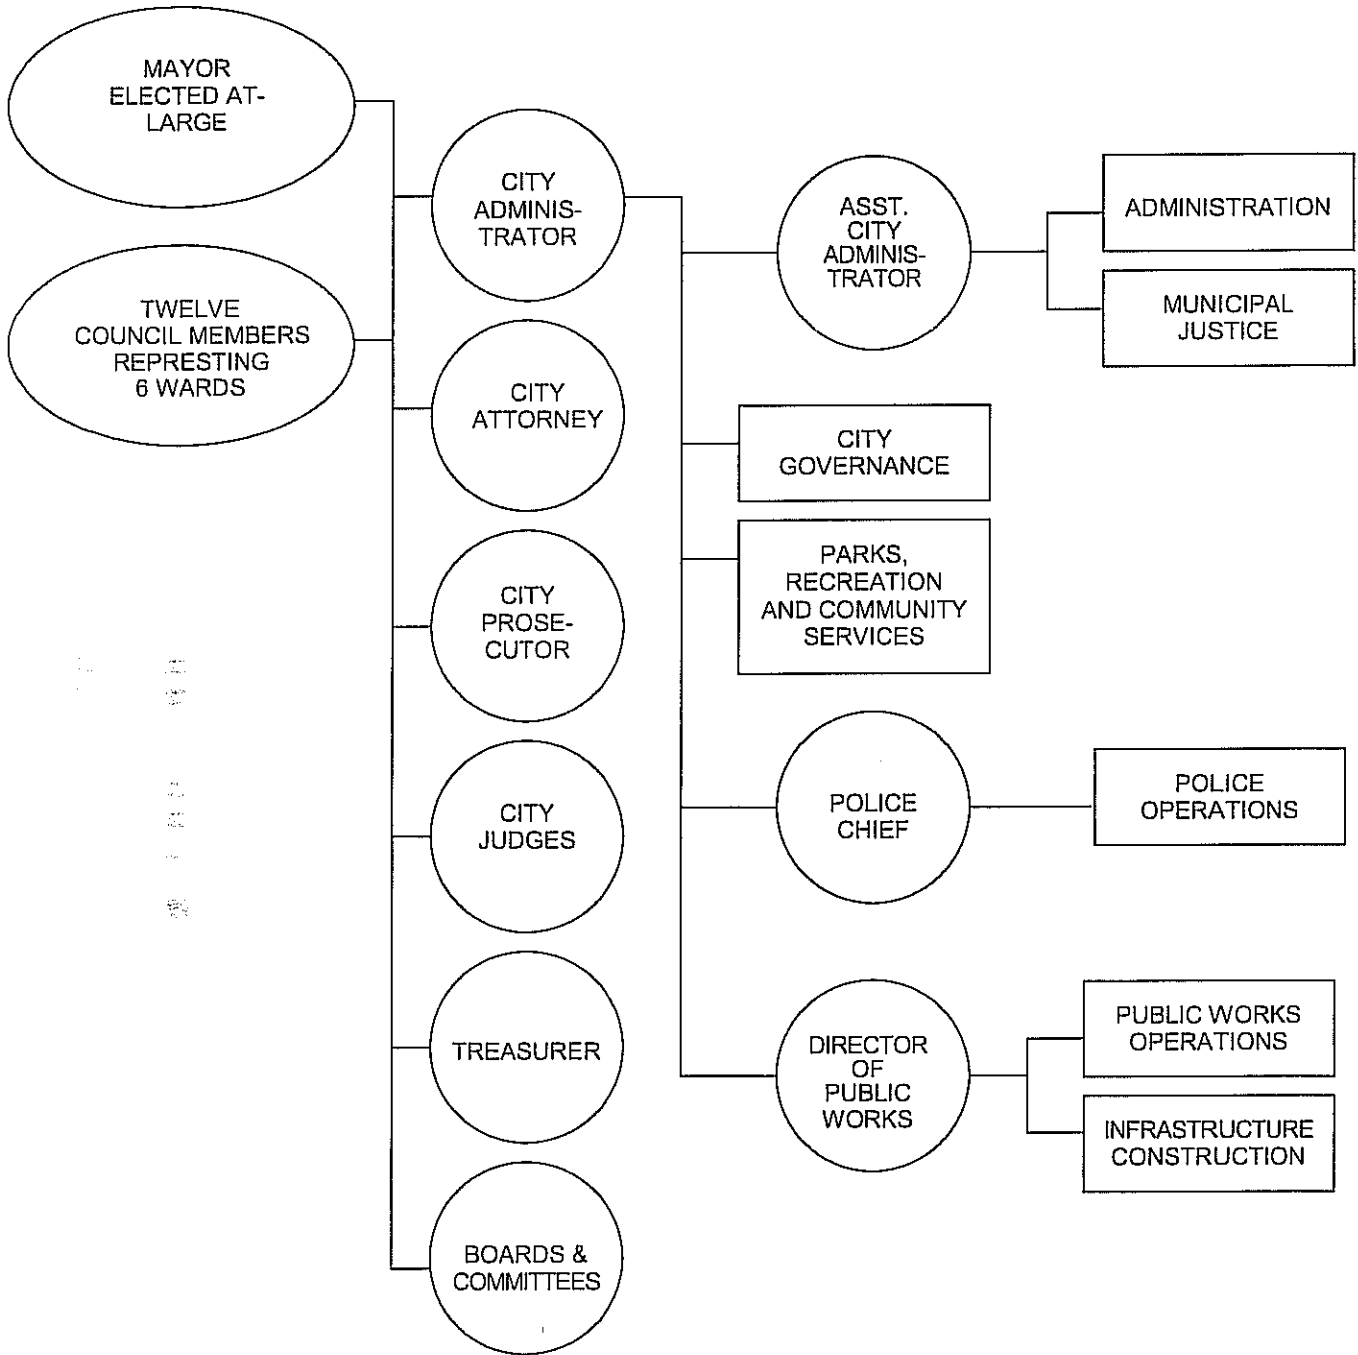 MAYOR
ELECTED AT-
LARGE
TWELVE
COUNCIL MEMBERS
REPRESTING
6 WARDS
CITY
ADMINIS-
TRATOR
CITY
ATTORNEY
CITY
PROSE-
CUTOR
CITY
JUDGES
TREASURER
BOARDS &
COMMITTEES
ASST.
CITY
ADMINIS-
TRATOR
CITY
GOVERNANCE
PARKS,
RECREATION
AND COMMUNITY
SERVICES
POLICE
CHIEF
DIRECTOR
OF
PUBLIC
WORKS
ADMINISTRATION
MUNICIPAL
JUSTICE
POLICE
OPERATIONS
PUBLIC WORKS
OPERATIONS
INFRASTRUCTURE
CONSTRUCTION